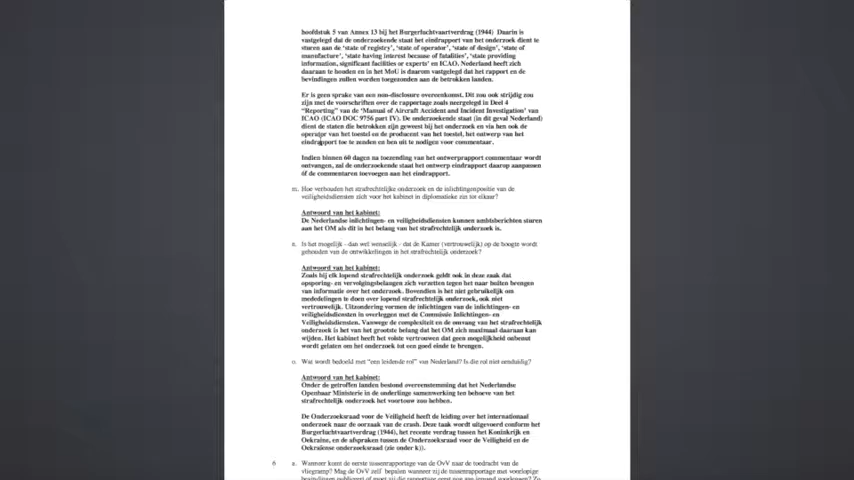 hoofdstuk 5 van Annex 13 bij het Burgerluchtvaartverdrag (1944) Daarin is
vastgelegd dat de onderzoekende staat het eindrapport van het onderzoek dient te
sturen aan de 'state of registry', 'state of operator', 'state of design', 'state of
manufacture', 'state having interest because of fatalities', 'state providing
information, significant facilities or experts' en ICAO. Nederland heeft zich
daaraan te houden en in het MoU is daarom vastgelegd dat het rapport en de
bevindingen zullen worden toegezonden aan de betrokken landen.
Er is geen sprake van een non-disclosure overeenkomst. Dit zou ook strijdig zou
zijn met de voorschriften over de rapportage zoals neergelegd in Deel 4
"Reporting" van de 'Manual of Aircraft Accident and Incident Investigation' van
ICAO (ICAO DOC 9756 part IV). De onderzoekende staat (in dit geval Nederland)
dient de staten die betrokken zijn geweest bij het onderzoek en via hen ook de
operator van het toestel en de producent van het toestel, het ontwerp van het
eindrapport toe te zenden en hen uit te nodigen voor commentaar.
Indien binnen 60 dagen na toezending van het ontwerprapport commentaar wordt
ontvangen, zal de onderzoekende staat het ontwerp eindrapport daarop aanpassen
óf de commentaren toevoegen aan het eindrapport.
m. Hoe verhouden het strafrechtelijke onderzoek en de inlichtingenpositie van de
veiligheidsdiensten zich voor het kabinet in diplomatieke zin tot elkaar?
Antwoord van het kabinet:
De Nederlandse inlichtingen- en veiligheidsdiensten kunnen ambtsberichten sturen
aan het OM als dit in het belang van het strafrechtelijk onderzoek is.
n. Is het mogelijk - dan wel wenselijk - dat de Kamer (vertrouwelijk) op de hoogte wordt
gehouden van de ontwikkelingen in het strafrechtelijk onderzoek?
Antwoord van het kabinet:
Zoals bij elk lopend strafrechtelijk onderzoek geldt ook in deze zaak dat
opsporing- en vervolgingsbelangen zich verzetten tegen het naar buiten brengen
van informatie over het onderzoek. Bovendien is het niet gebruikelijk om
mededelingen te doen over lopend strafrechtelijk onderzoek, ook niet
vertrouwelijk. Uitzondering vormen de inlichtingen van de inlichtingen- en
veiligheidsdiensten in overleggen met de Commissie Inlichtingen- en
Veiligheidsdiensten. Vanwege de complexiteit en de omvang van het strafrechtelijk
onderzoek is het van het grootste belang dat het OM zich maximaal daaraan kan
wijden. Het kabinet heeft het volste vertrouwen dat geen mogelijkheid onbenut
wordt gelaten om het onderzoek tot een goed einde te brengen.
o. Wat wordt bedoeld met "een leidende rol" van Nederland? Is die rol niet eenduidig?
Antwoord van het kabinet:
Onder de getroffen landen bestond overeenstemming dat het Nederlandse
Openbaar Ministerie in de onderlinge samenwerking ten behoeve van het
strafrechtelijk onderzoek het voortouw zou hebben.
De Onderzoeksraad voor de Veiligheid heeft de leiding over het internationaal
onderzoek naar de oorzaak van de crash. Deze taak wordt uitgevoerd conform het
Burgerluchtvaartverdrag (1944), het recente verdrag tussen het Koninkrijk en
Oekraïne, en de afspraken tussen de Onderzoeksraad voor de Veiligheid en de
Oekraïense onderzoeksraad (zie onder k)).
6 a. Wanneer komt de eerste tussenrapportage van de OvV naar de toedracht van de
vliegramp? Mag de OvV zelf bepalen wanneer zij de tussenrapportage met voorlopige